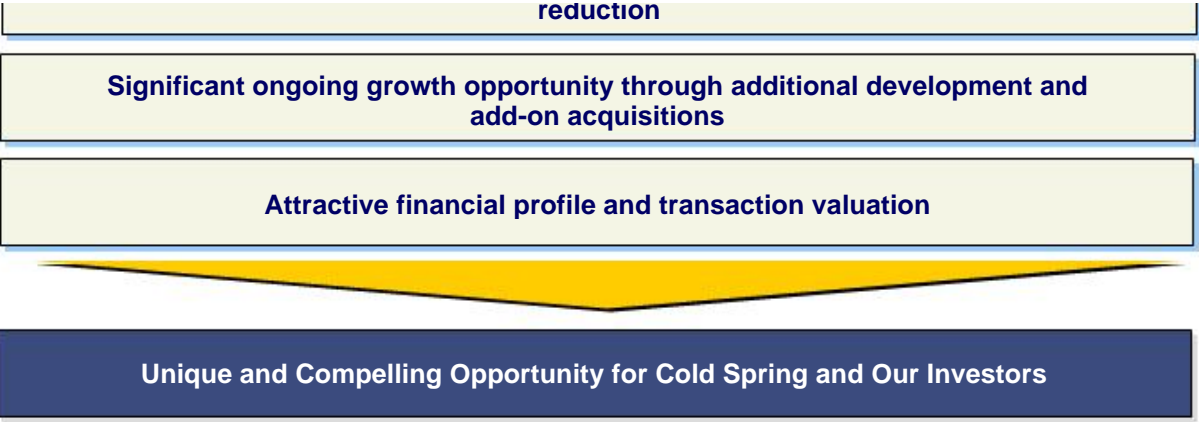 reduction
Significant ongoing growth opportunity through additional development and
add-on acquisitions
Attractive financial profile and transaction valuation
Unique and Compelling Opportunity for Cold Spring and Our Investors